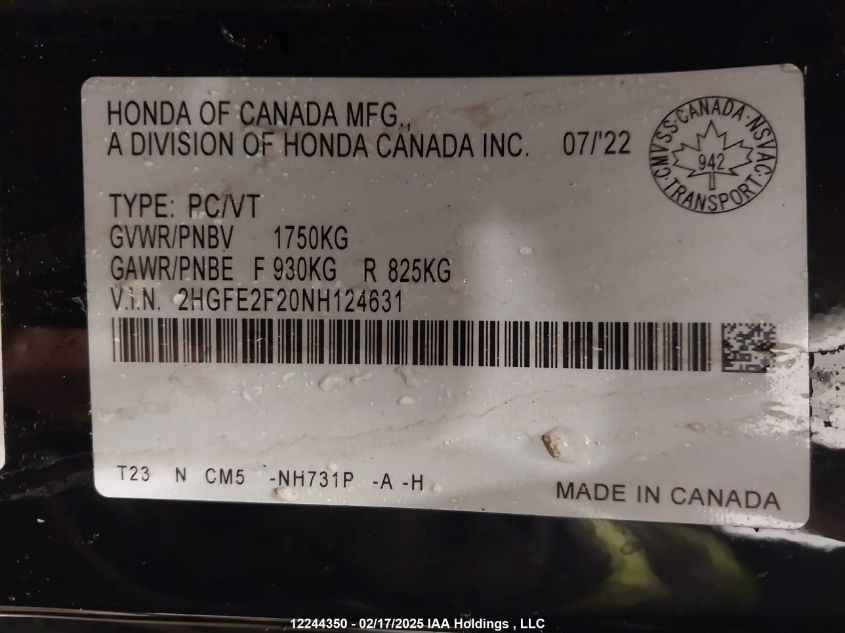 HONDA OF CANADA MFG.,
A DIVISION OF HONDA CANADA INC. 07/'22
CMVSS·CANADA·NSVAC
942
TRANSPORT
TYPE: PC/VT
GVWR/PNBV 1750KG
GAWR/PNBE F 930KG R 825KG
V.I.N. 2HGFE2F20NH124631
T23 N CM5 -NH731P -A -H
MADE IN CANADA
12244350 - 02/17/2025 IAA Holdings , LLC